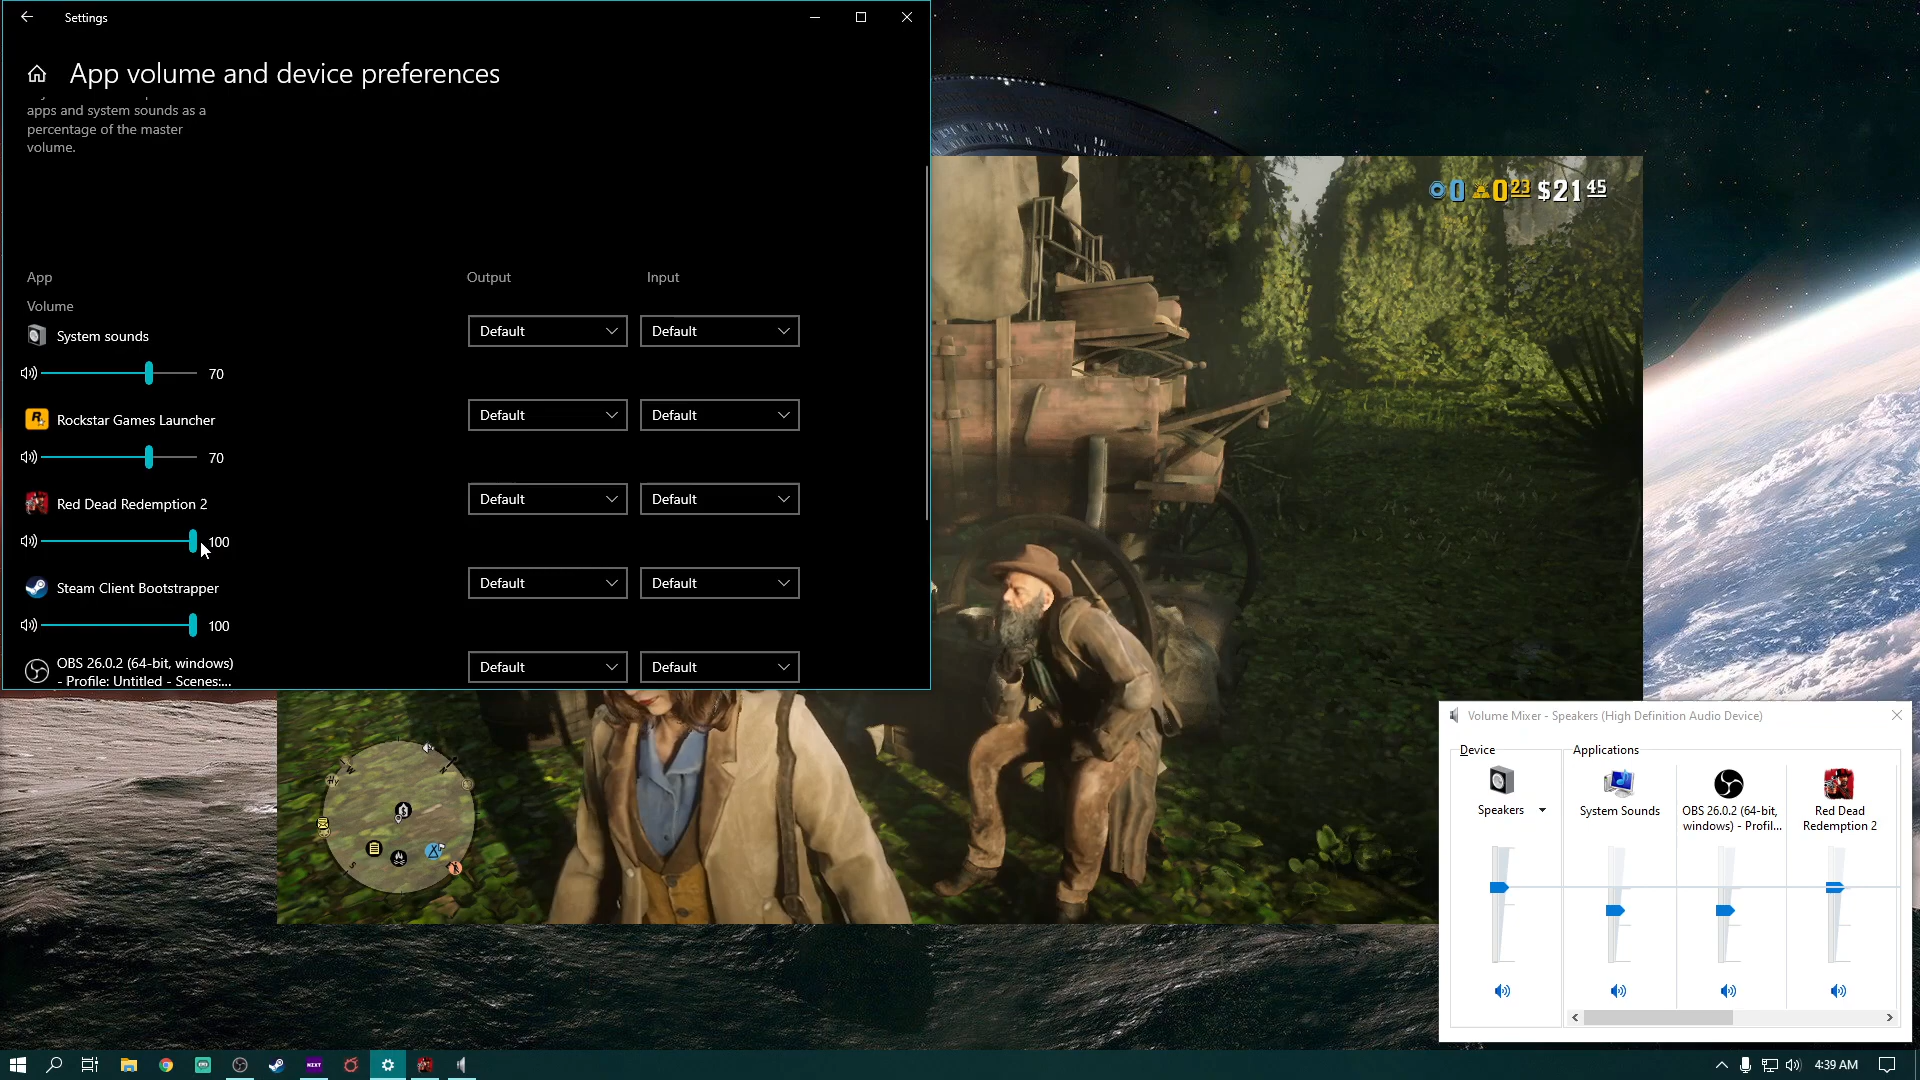 Settings
App volume and device preferences
apps and system sounds as a
percentage of the master
volume.
App
Output
Input
Volume
System sounds
Default
Default
70
Rockstar Games Launcher
Default
Default
70
Red Dead Redemption 2
Default
Default
100
Steam Client Bootstrapper
Default
Default
100
OBS 26.0.2 (64-bit, windows)
- Profile: Untitled - Scenes:...
Default
Default
0 0 23 $21 45
Volume Mixer - Speakers (High Definition Audio Device)
Device
Applications
Speakers
System Sounds
OBS 26.0.2 (64-bit,
windows) - Profil...
Red Dead
Redemption 2
NZXT
4:39 AM